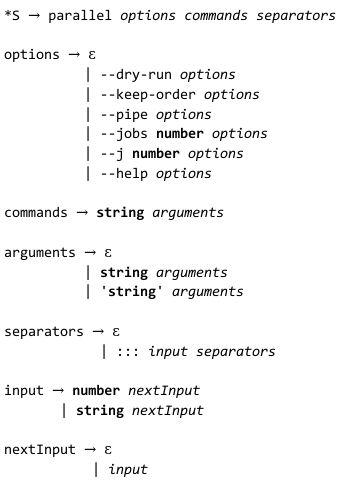 *S → parallel options commands separators
options → ε
| --dry-run options
| --keep-order options
| --pipe options
| --jobs number options
| --j number options
| --help options
commands → string arguments
arguments → ε
| string arguments
| 'string' arguments
separators → ε
| ::: input separators
input → number nextInput
| string nextInput
nextInput → ε
| input